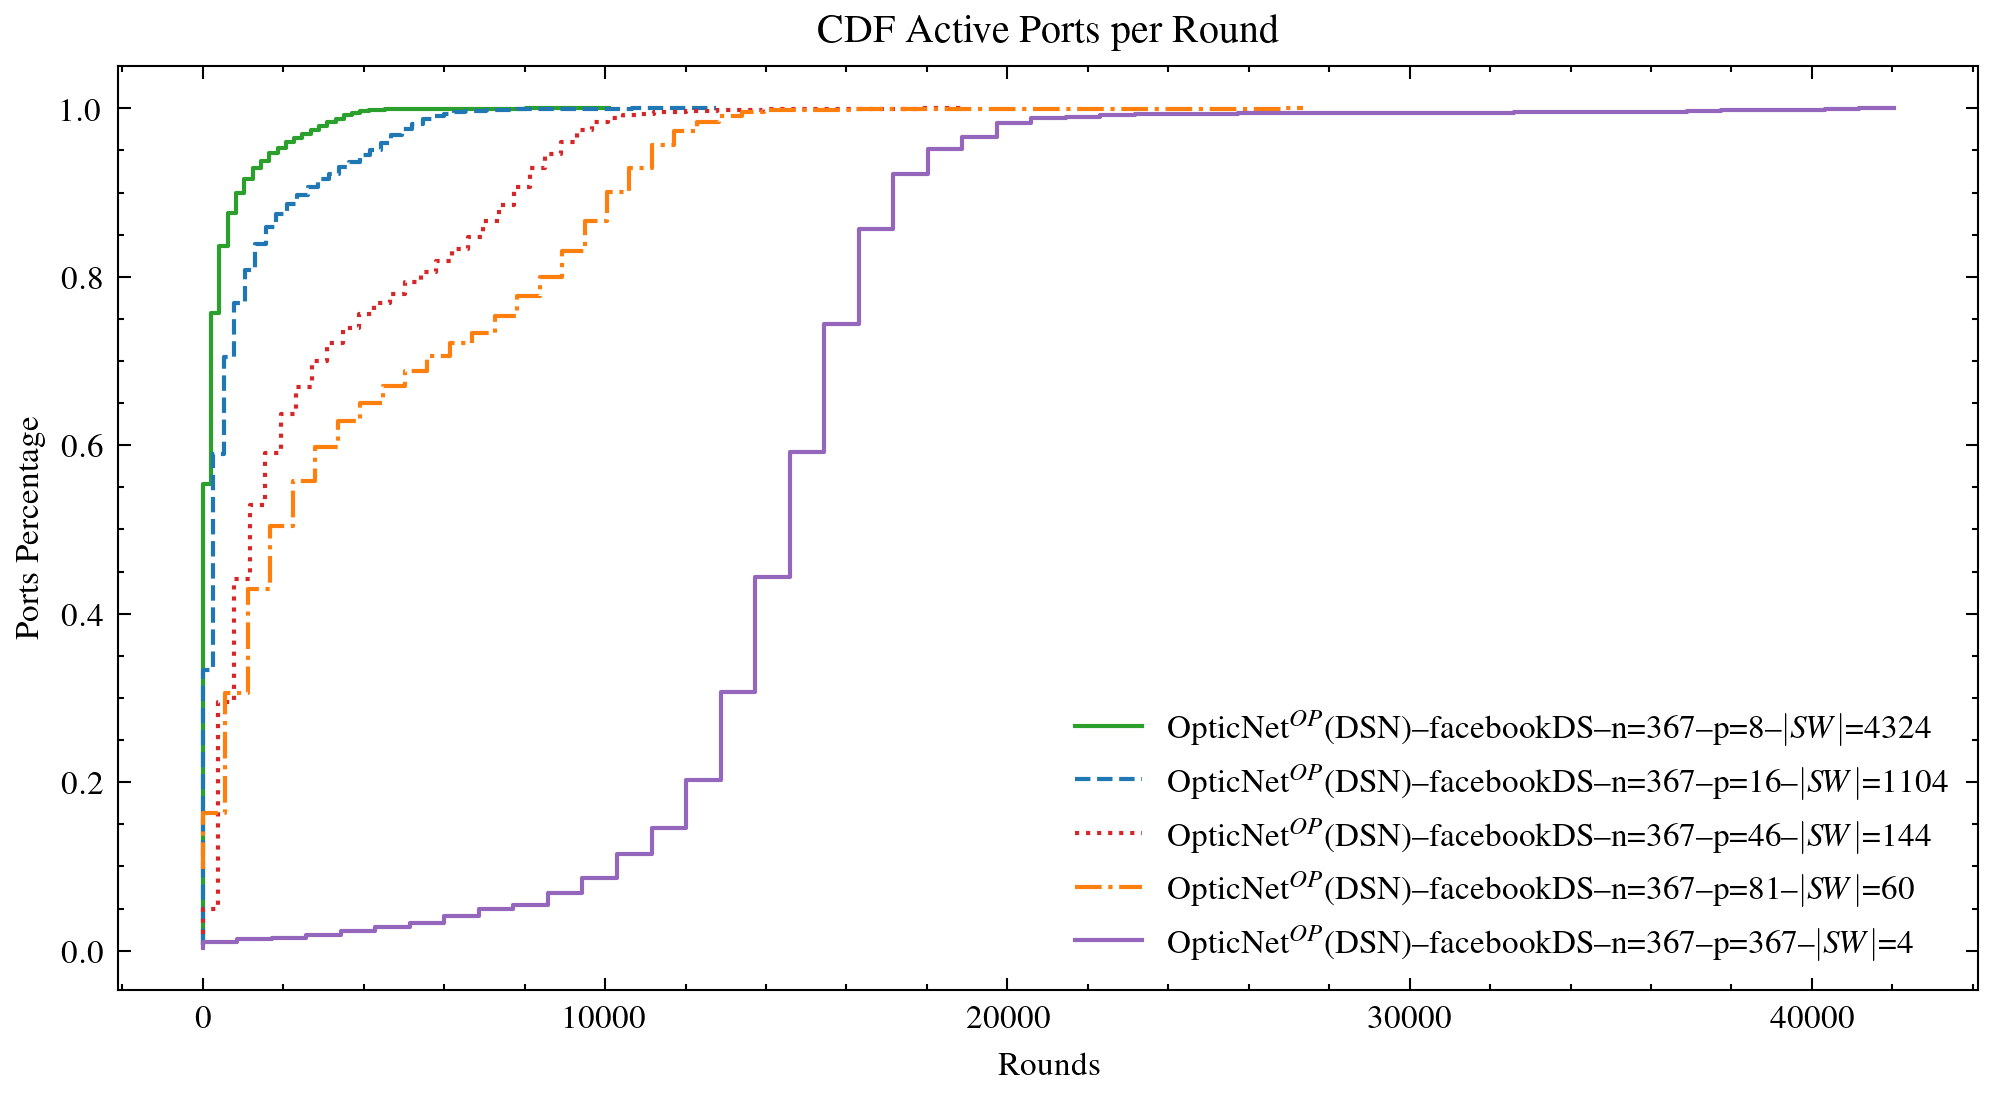 CDF Active Ports per Round
1.0
0.8
0.6
0.4
0.2
0.0
Ports Percentage
OpticNet^OP(DSN)–facebookDS–n=367–p=8–|SW|=4324
OpticNet^OP(DSN)–facebookDS–n=367–p=16–|SW|=1104
OpticNet^OP(DSN)–facebookDS–n=367–p=46–|SW|=144
OpticNet^OP(DSN)–facebookDS–n=367–p=81–|SW|=60
OpticNet^OP(DSN)–facebookDS–n=367–p=367–|SW|=4
0 10000 20000 30000 40000
Rounds